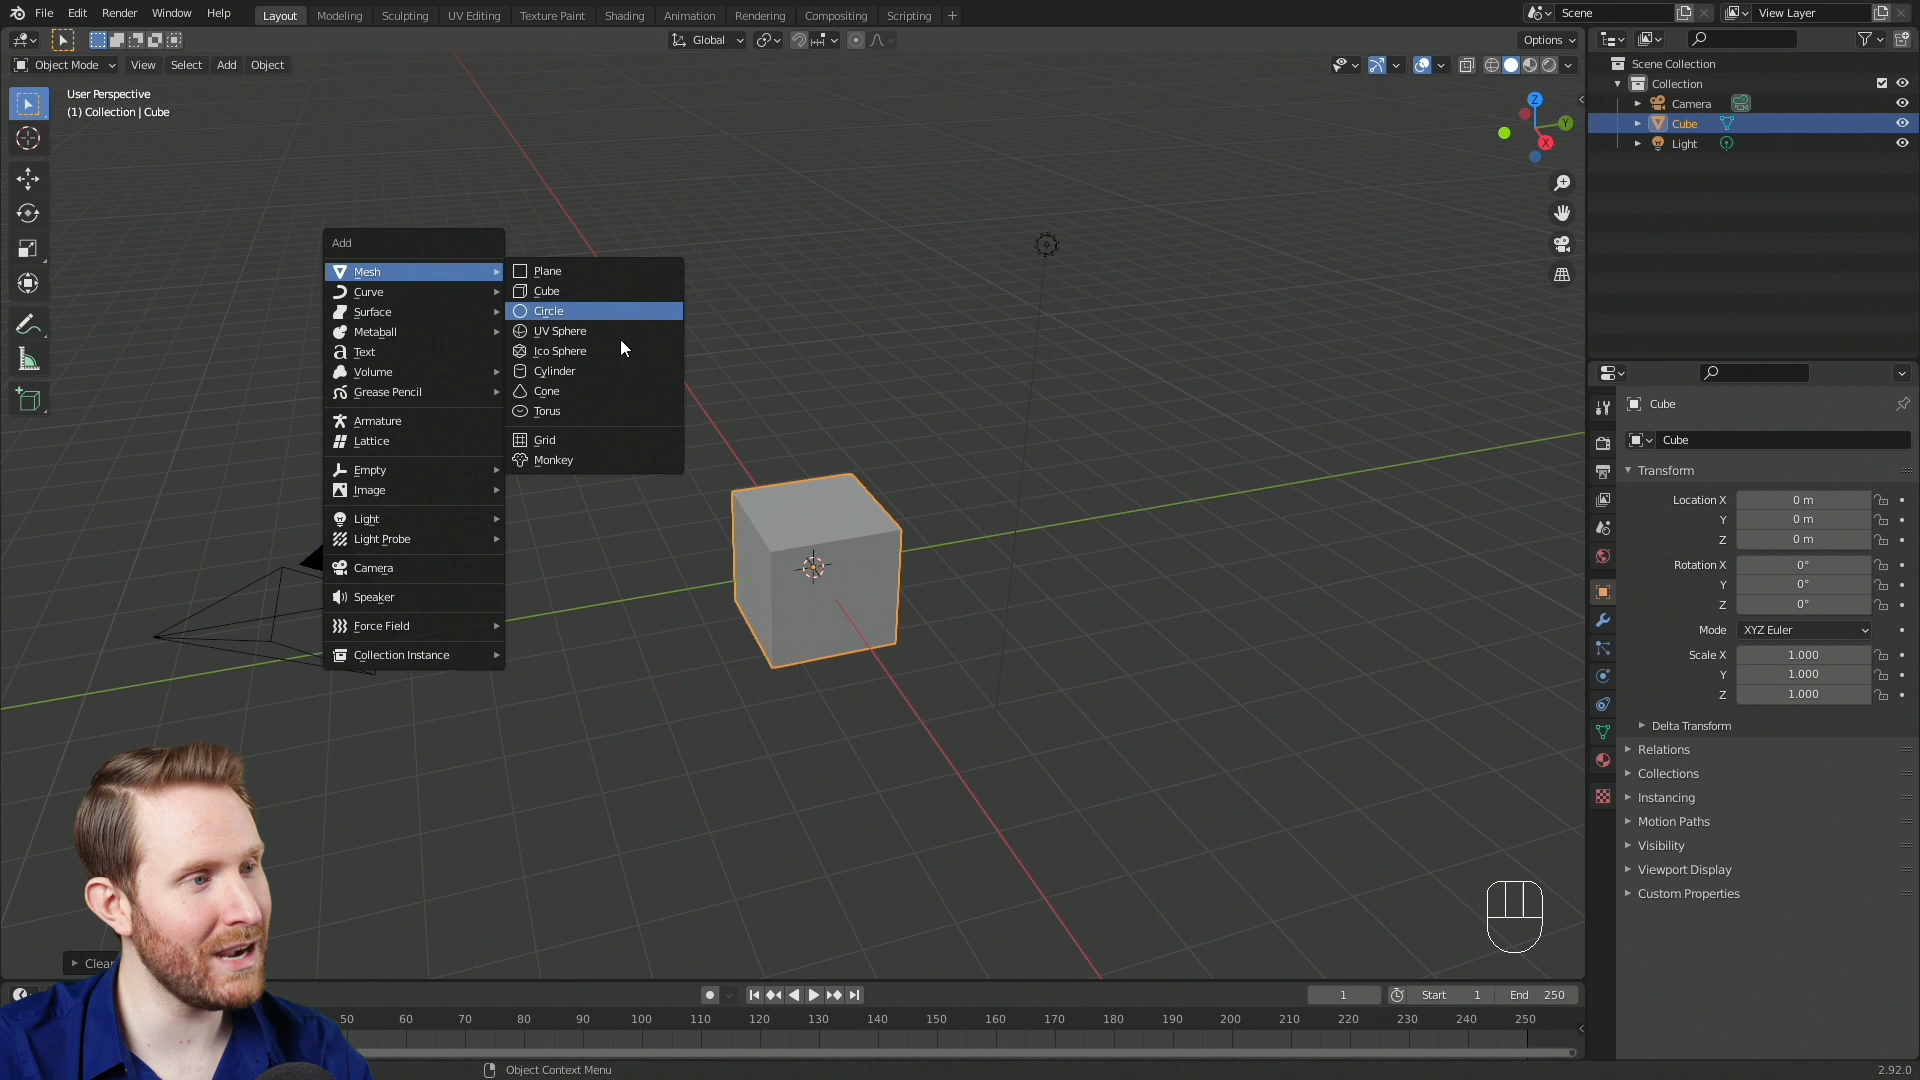 File Edit Render Window Help
Layout Modeling Sculpting UV Editing Texture Paint Shading Animation Rendering Compositing Scripting +
Scene
View Layer
Global
Options
Object Mode View Select Add Object
User Perspective
(1) Collection | Cube
Z
Y
X
Add
Mesh
Curve
Surface
Metaball
Text
Volume
Grease Pencil
Armature
Lattice
Empty
Image
Light
Light Probe
Camera
Speaker
Force Field
Collection Instance
Plane
Cube
Circle
UV Sphere
Ico Sphere
Cylinder
Cone
Torus
Grid
Monkey
Scene Collection
Collection
Camera
Cube
Light
Cube
Cube
Transform
Location X 0 m
Y 0 m
Z 0 m
Rotation X 0°
Y 0°
Z 0°
Mode XYZ Euler
Scale X 1.000
Y 1.000
Z 1.000
Delta Transform
Relations
Collections
Instancing
Motion Paths
Visibility
Viewport Display
Custom Properties
1 Start 1 End 250
50 60 70 80 90 100 110 120 130 140 150 160 170 180 190 200 210 220 230 240 250
Object Context Menu
2.92.0